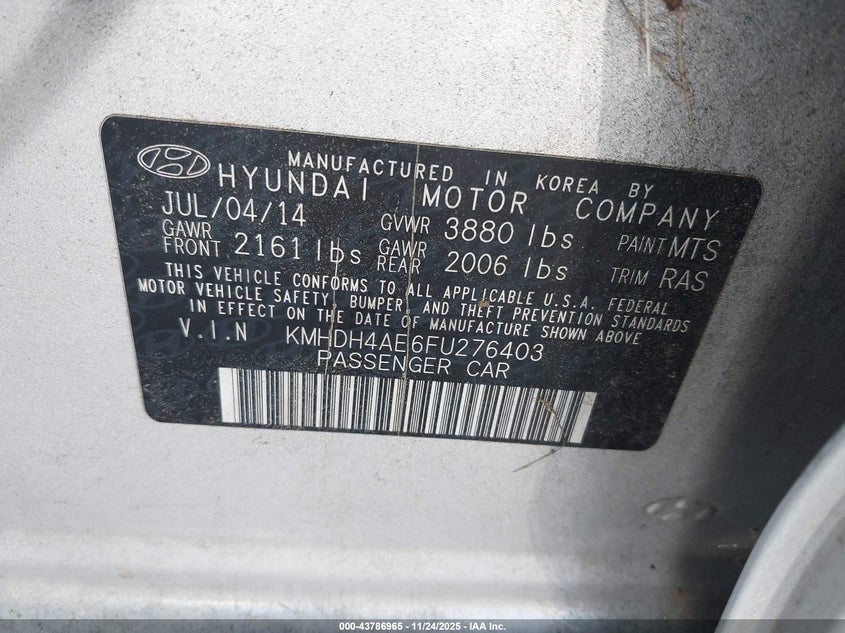 MANUFACTURED IN KOREA BY
HYUNDAI MOTOR COMPANY
JUL/04/14 GVWR 3880 lbs PAINT MTS
GAWR FRONT 2161 lbs GAWR REAR 2006 lbs TRIM RAS
THIS VEHICLE CONFORMS TO ALL APPLICABLE U.S.A. FEDERAL
MOTOR VEHICLE SAFETY, BUMPER, AND THEFT PREVENTION STANDARDS
IN EFFECT ON THE DATE OF MANUFACTURE SHOWN ABOVE
V.I.N KMHDH4AE6FU276403
PASSENGER CAR
000-43786965 - 11/24/2025 - IAA Inc.